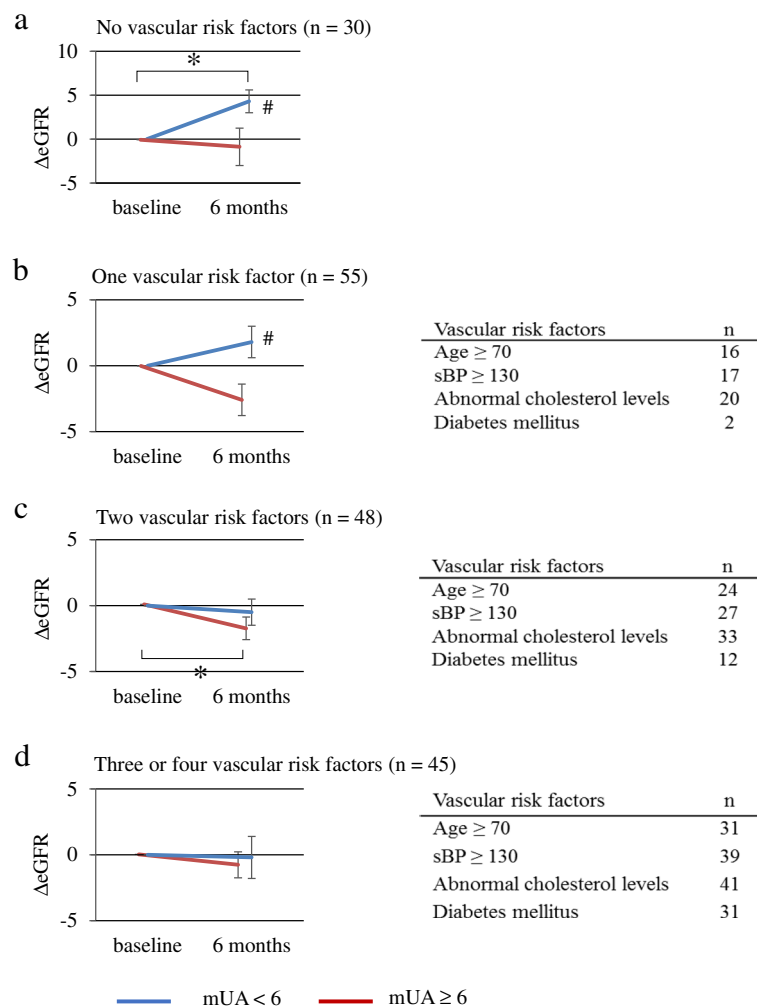 a
No vascular risk factors (n = 30)
10
5
0
-5
ΔeGFR
*
#
baseline 6 months
b
One vascular risk factor (n = 55)
5
0
-5
ΔeGFR
#
baseline 6 months
Vascular risk factors n
Age ≥ 70 16
sBP ≥ 130 17
Abnormal cholesterol levels 20
Diabetes mellitus 2
c
Two vascular risk factors (n = 48)
5
0
-5
ΔeGFR
*
baseline 6 months
Vascular risk factors n
Age ≥ 70 24
sBP ≥ 130 27
Abnormal cholesterol levels 33
Diabetes mellitus 12
d
Three or four vascular risk factors (n = 45)
5
0
-5
ΔeGFR
baseline 6 months
Vascular risk factors n
Age ≥ 70 31
sBP ≥ 130 39
Abnormal cholesterol levels 41
Diabetes mellitus 31
mUA < 6 mUA ≥ 6